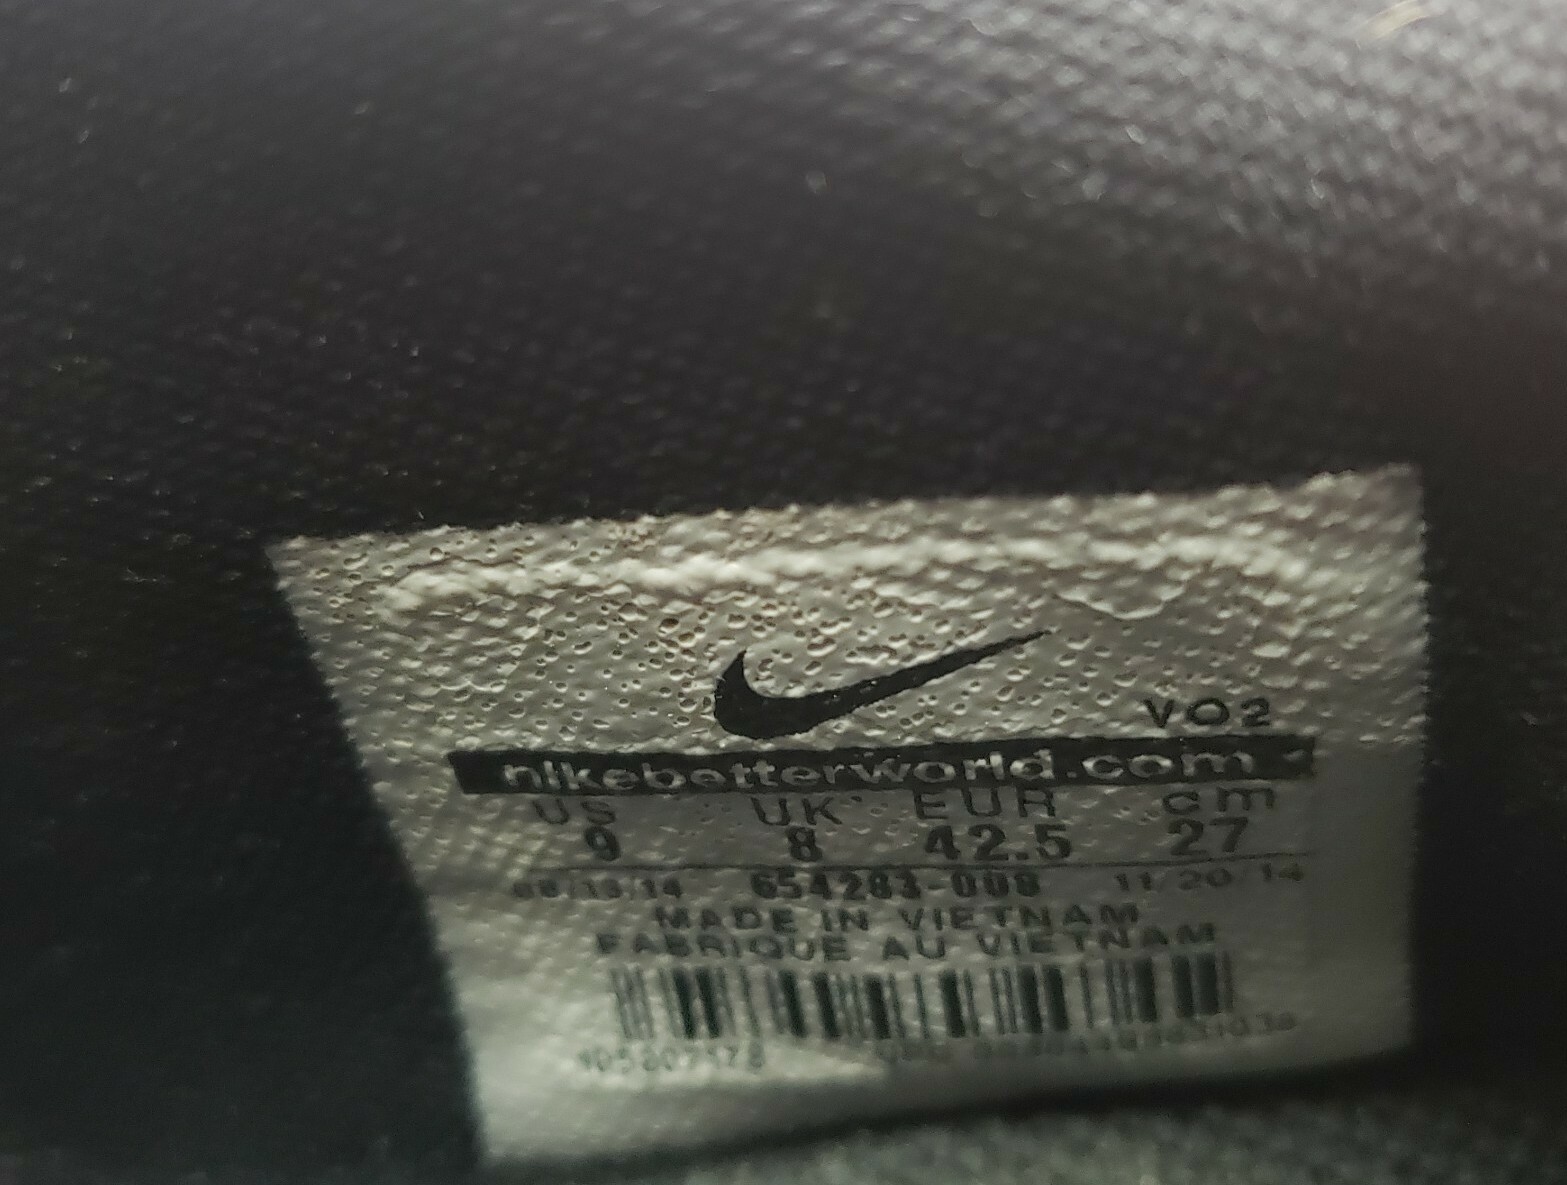 VO2
nikebetterworld.com
US UK EUR cm
9 8 42.5 27
654283-008 11/20/14
MADE IN VIETNAM
FABRIQUE AU VIETNAM